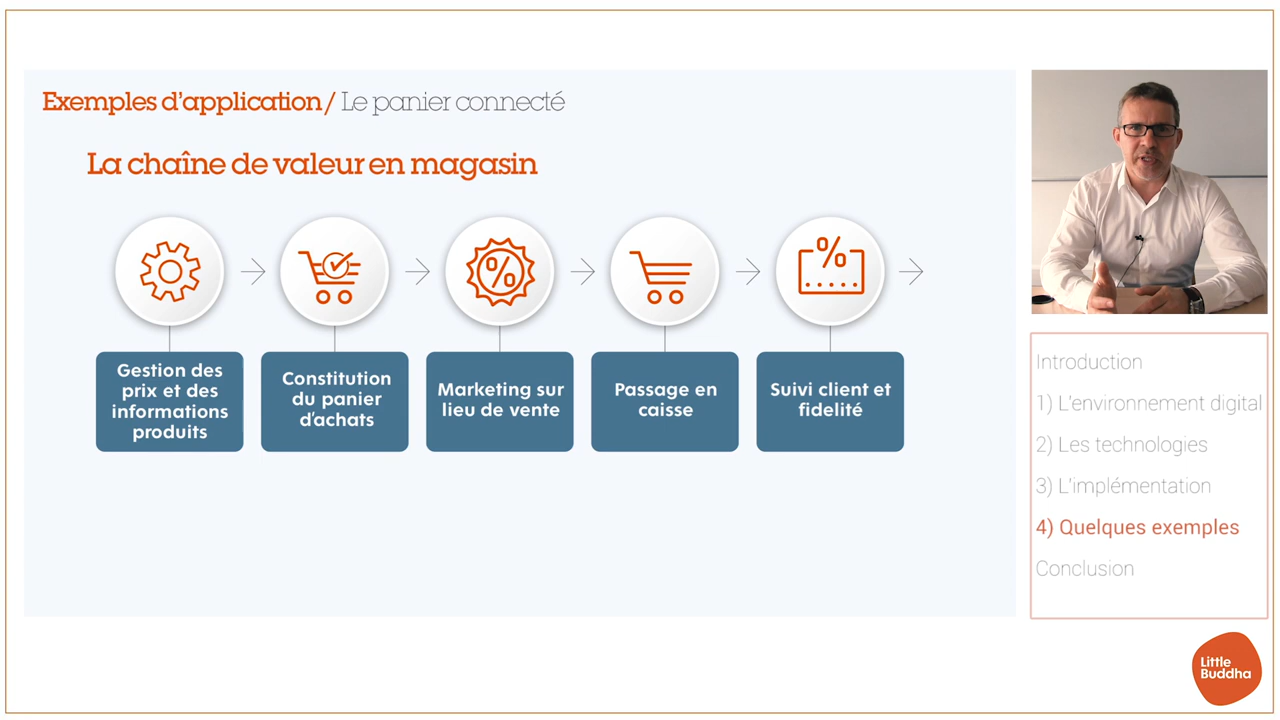 Exemples d'application / Le panier connecté
La chaîne de valeur en magasin
%
%
Gestion des
prix et des
informations
produits
Constitution
du panier
d'achats
Marketing sur
lieu de vente
Passage en
caisse
Suivi client et
fidelité
Introduction
1) L'environnement digital
2) Les technologies
3) L'implémentation
4) Quelques exemples
Conclusion
Little
Buddha